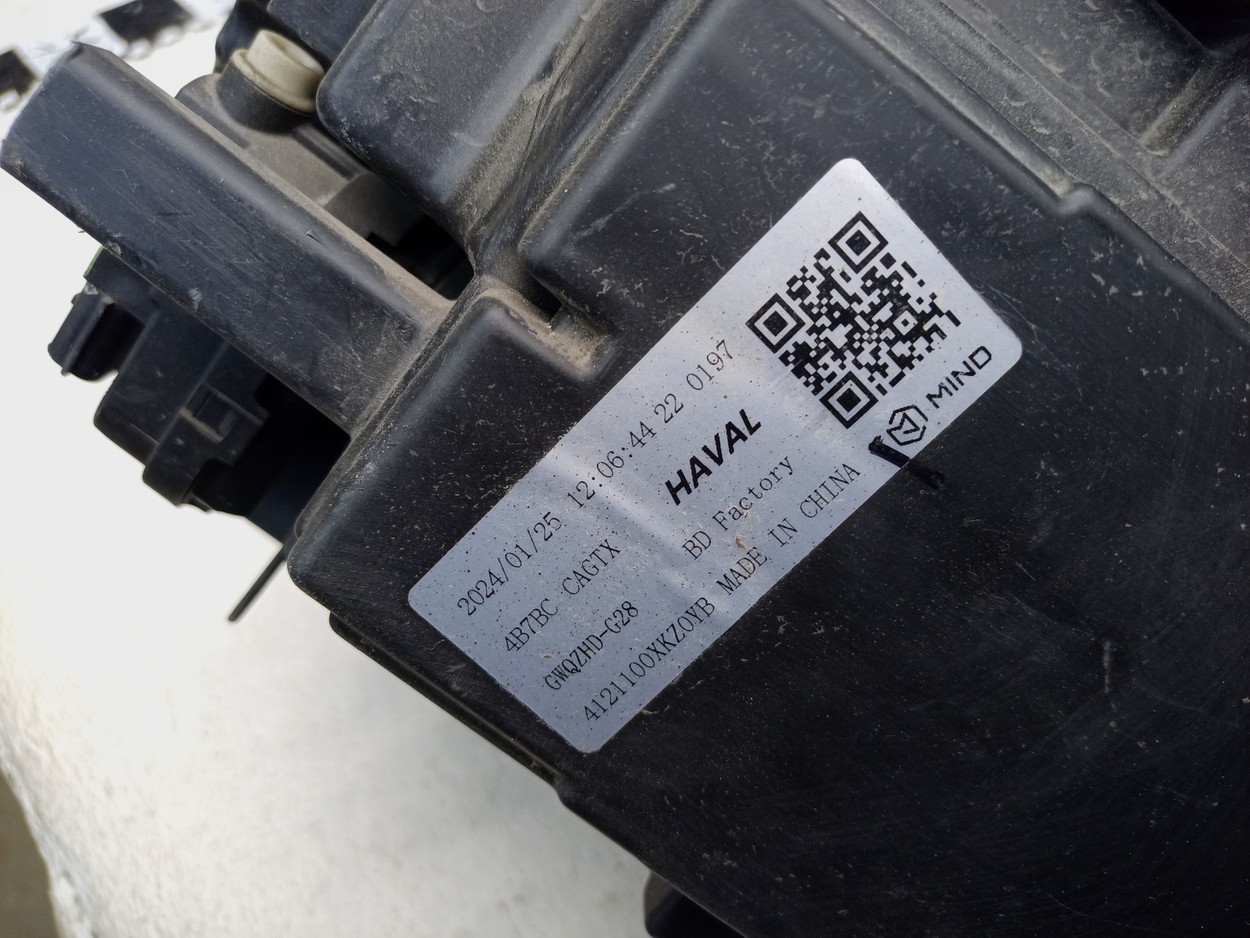 2024/01/25 12:06:44 22 0197
4B7BC CAGTX
HAVAL
GWQZHD-G28
BD Factory
4121100XKZ0YB MADE IN CHINA
MIND